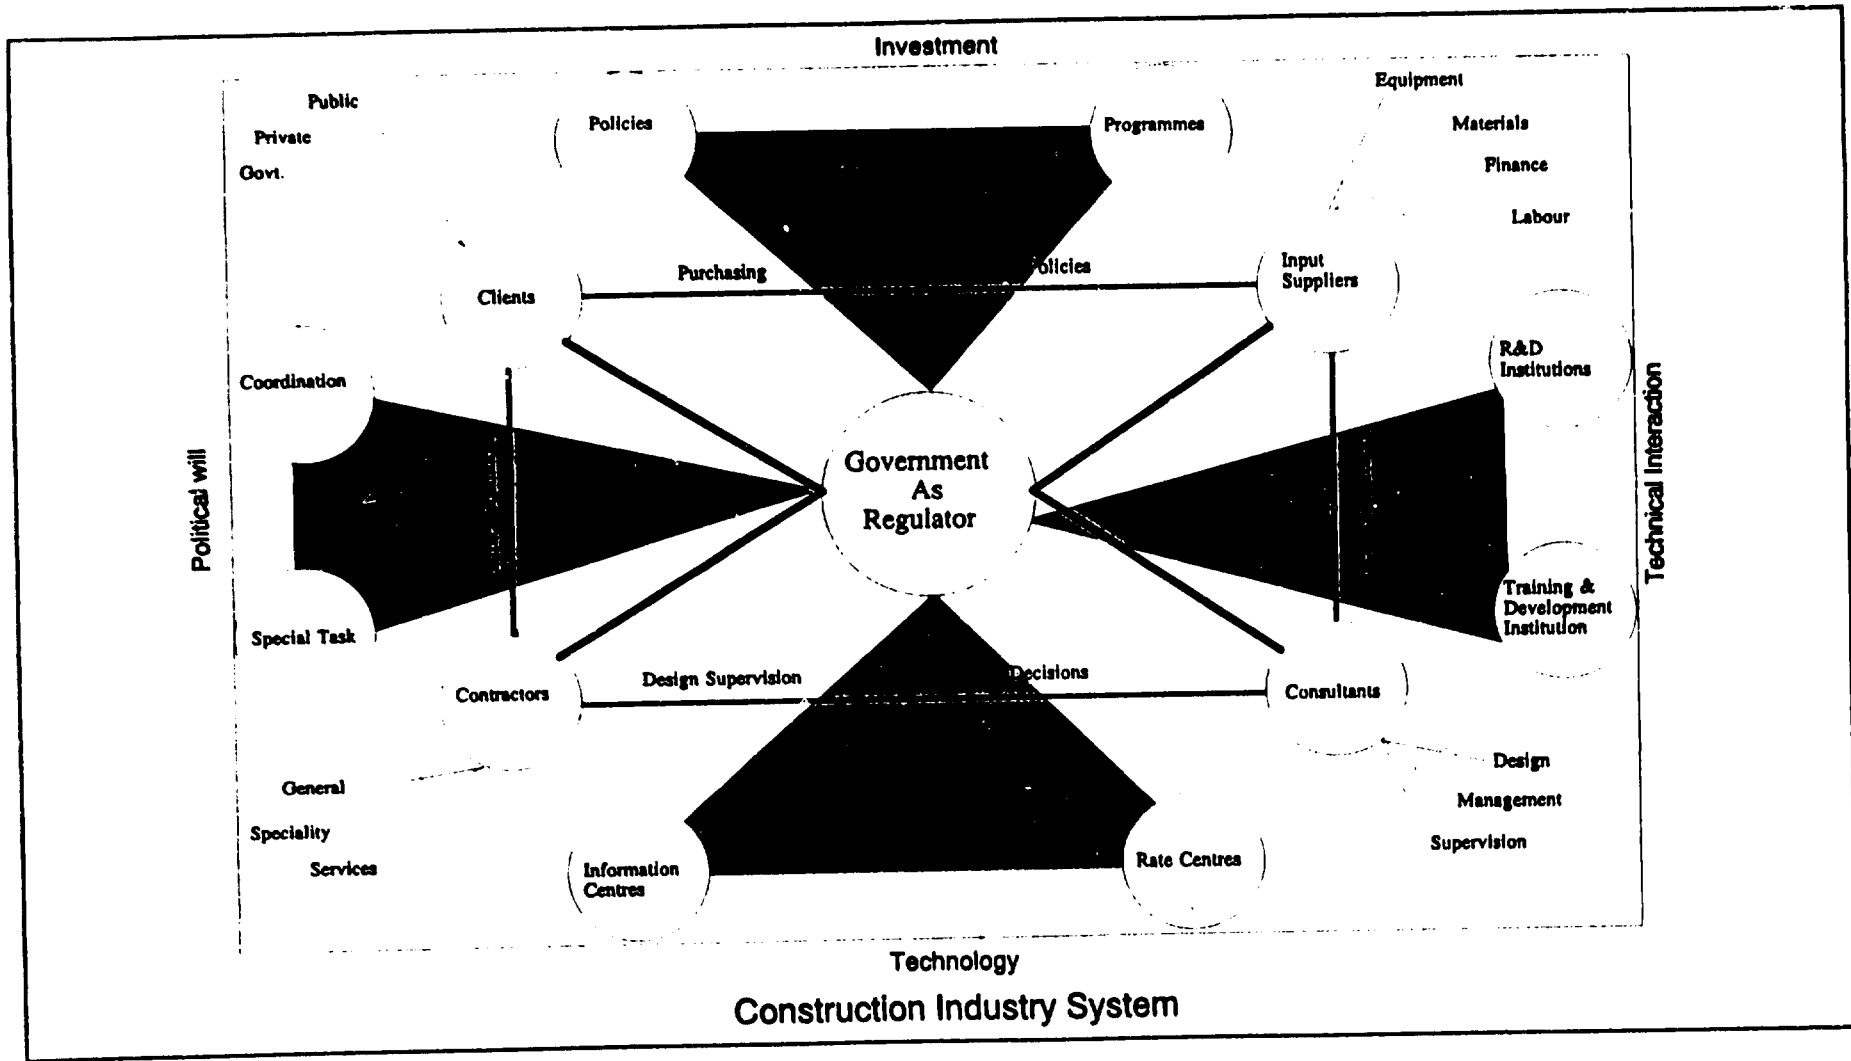 Investment
Public
Private
Govt.
Policies
Programmes
Equipment
Materials
Finance
Labour
Purchasing
olicies
Clients
Input
Suppliers
Coordination
R&D
Institutions
Political will
Government
As
Regulator
Technical Interaction
Special Task
Training &
Development
Institution
Contractors
Design Supervision
Decisions
Consultants
General
Speciality
Services
Design
Management
Supervision
Information
Centres
Rate Centres
Technology
Construction Industry System